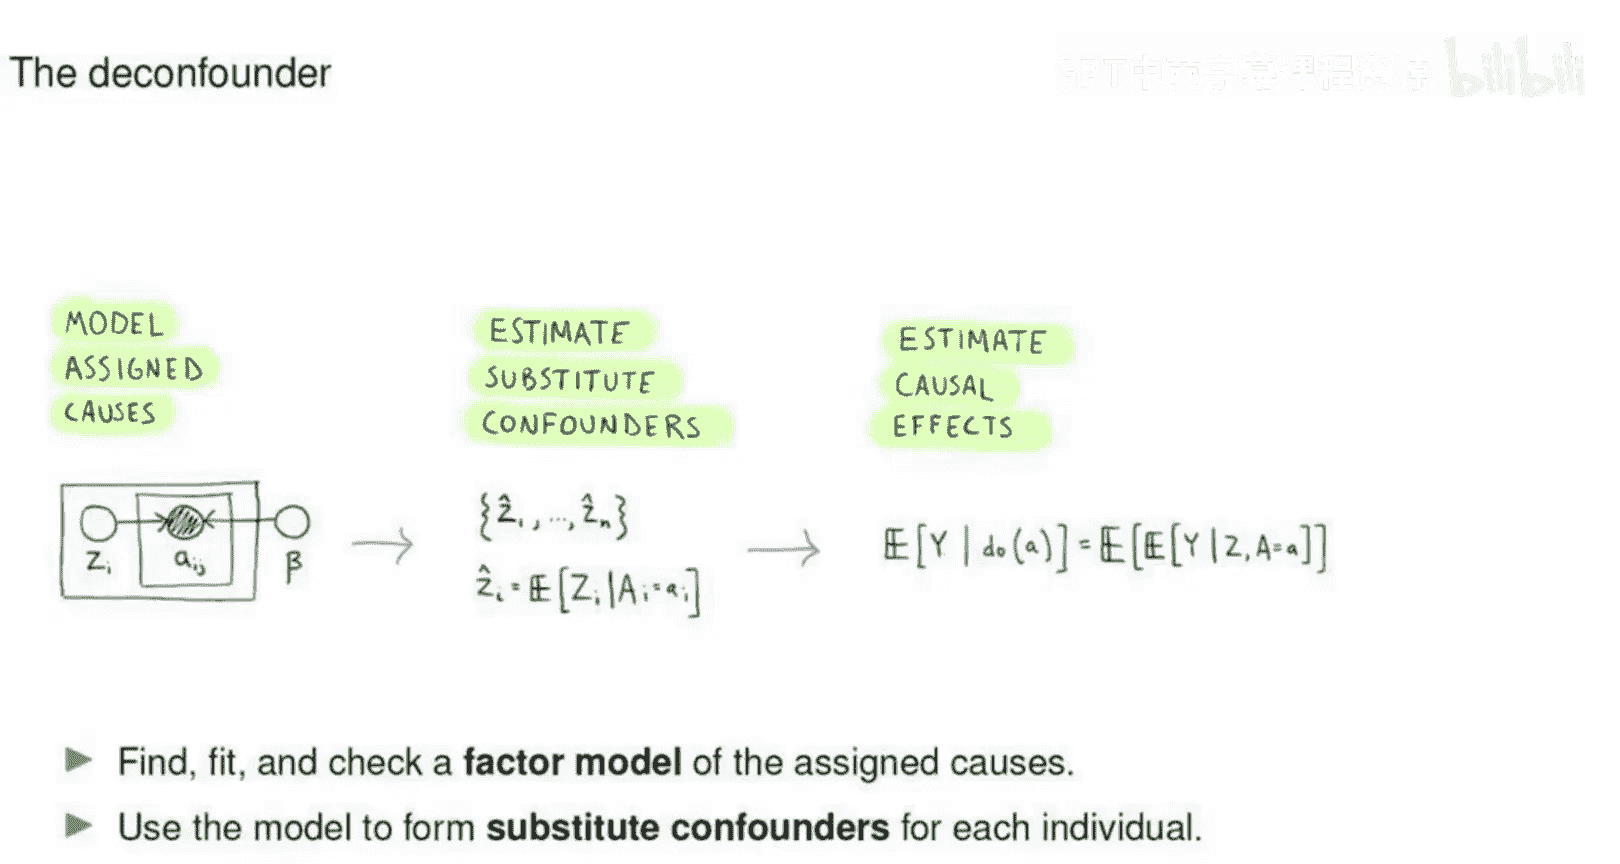 The deconfounder
bilibili
MODEL
ASSIGNED
CAUSES
ESTIMATE
SUBSTITUTE
CONFOUNDERS
ESTIMATE
CAUSAL
EFFECTS
Zᵢ aᵢⱼ β
{ẑ₁, ..., ẑₙ}
ẑᵢ = 𝔼[Zᵢ | Aᵢ = aᵢ]
𝔼[Y | do(a)] = 𝔼[𝔼[Y | Z, A=a]]
Find, fit, and check a factor model of the assigned causes.
Use the model to form substitute confounders for each individual.